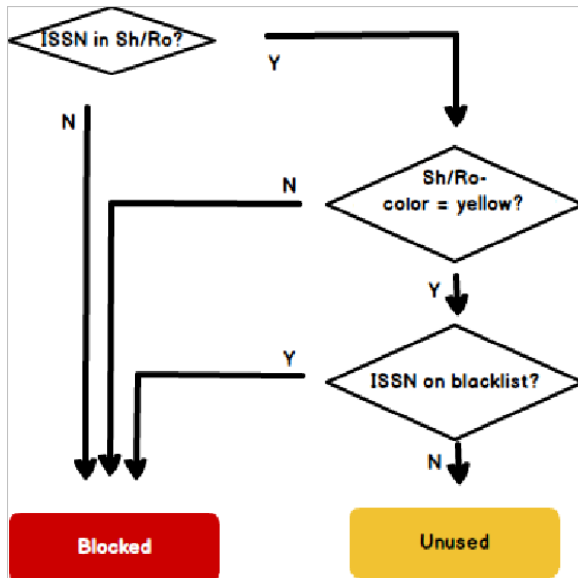 ISSN in Sh/Ro?
Y
N
Sh/Ro-
color = yellow?
N
Y
ISSN on blacklist?
Y
N
Blocked
Unused